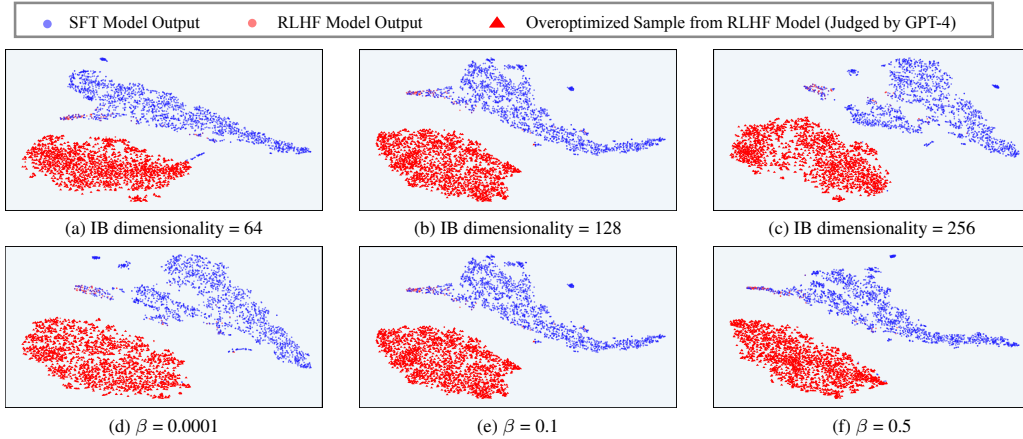 SFT Model Output RLHF Model Output Overoptimized Sample from RLHF Model (Judged by GPT-4)
(a) IB dimensionality = 64 (b) IB dimensionality = 128 (c) IB dimensionality = 256
(d) β = 0.0001 (e) β = 0.1 (f) β = 0.5